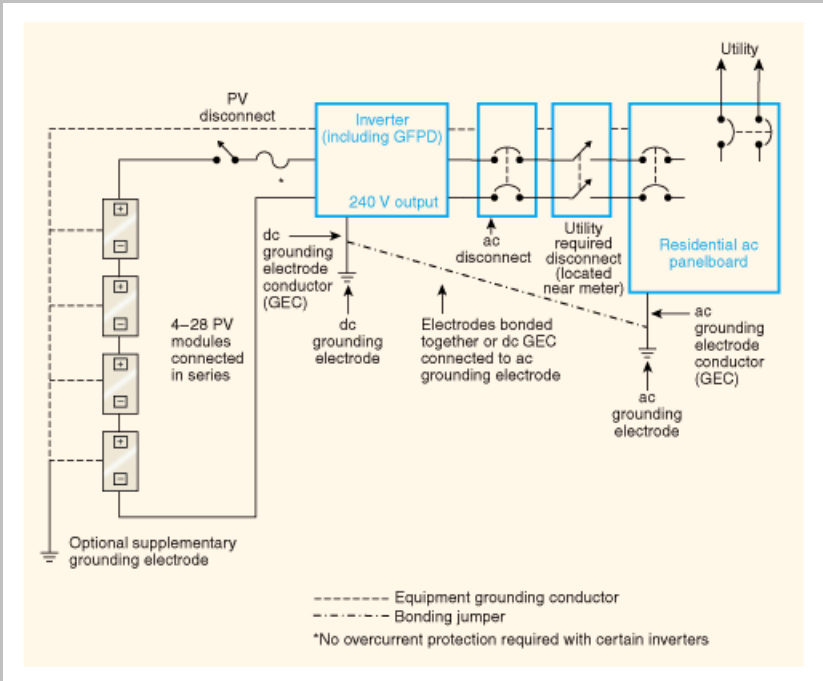 Utility
PV
disconnect
Inverter
(including GFPD)
*
240 V output
dc
grounding
electrode
conductor
(GEC)
ac
disconnect
Utility
required
disconnect
(located
near meter)
Residential ac
panelboard
+
−
+
−
+
−
+
−
4–28 PV
modules
connected
in series
dc
grounding
electrode
Electrodes bonded
together or dc GEC
connected to ac
grounding electrode
ac
grounding
electrode
conductor
(GEC)
ac
grounding
electrode
Optional supplementary
grounding electrode
Equipment grounding conductor
Bonding jumper
*No overcurrent protection required with certain inverters